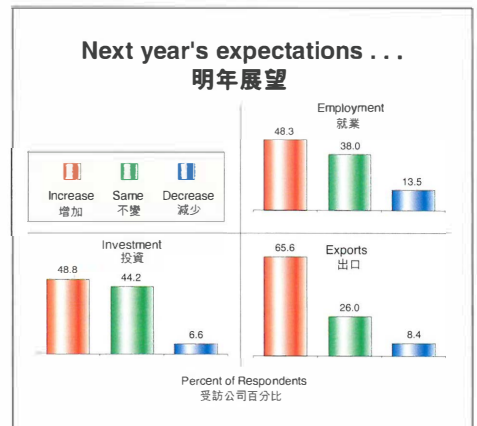 Next year's expectations . . .
明年展望
Increase Same Decrease
增加 不變 減少
Employment
就業
48.3 38.0 13.5
Investment
投資
48.8 44.2 6.6
Exports
出口
65.6 26.0 8.4
Percent of Respondents
受訪公司百分比